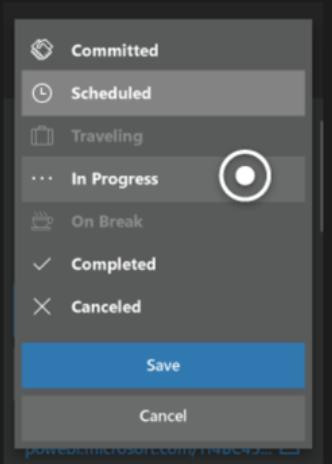 Committed
Scheduled
Traveling
In Progress
On Break
Completed
Canceled
Save
Cancel